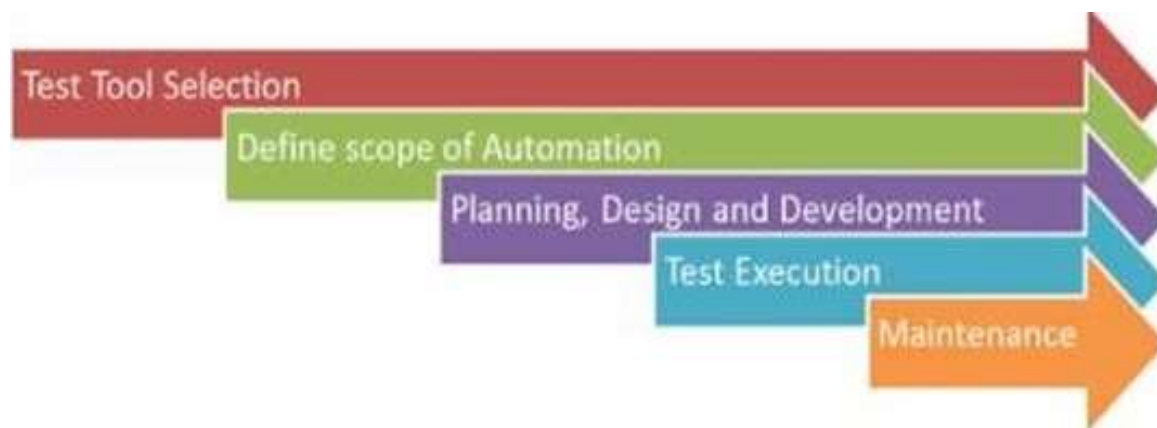 Test Tool Selection
Define scope of Automation
Planning, Design and Development
Test Execution
Maintenance